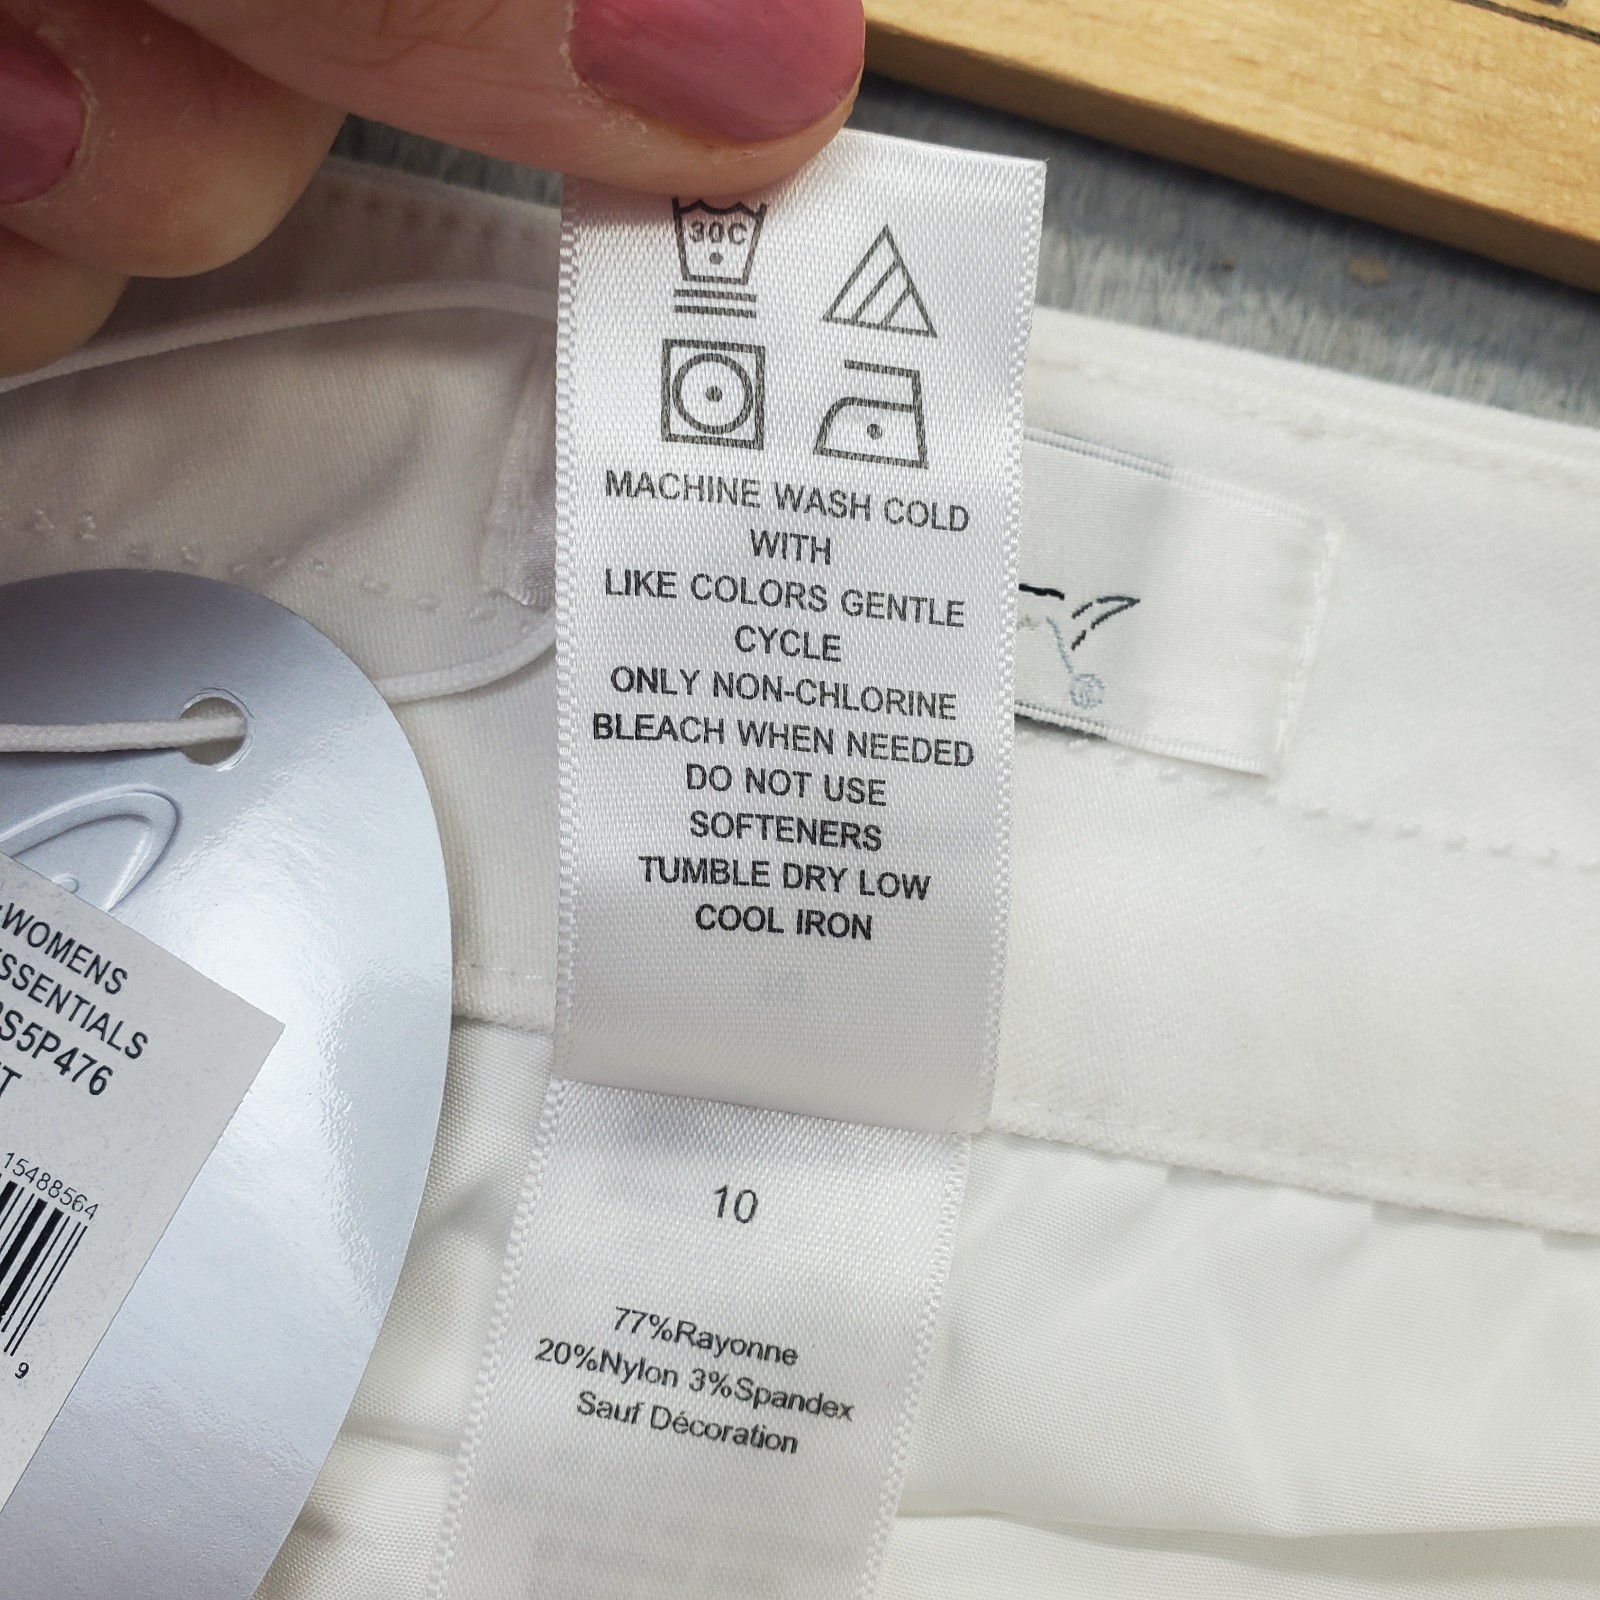 30C
MACHINE WASH COLD
WITH
LIKE COLORS GENTLE
CYCLE
ONLY NON-CHLORINE
BLEACH WHEN NEEDED
DO NOT USE
SOFTENERS
TUMBLE DRY LOW
COOL IRON
10
77%Rayonne
20%Nylon 3%Spandex
Sauf Décoration
WOMENS
SSENTIALS
S5P476
T
15488564
9